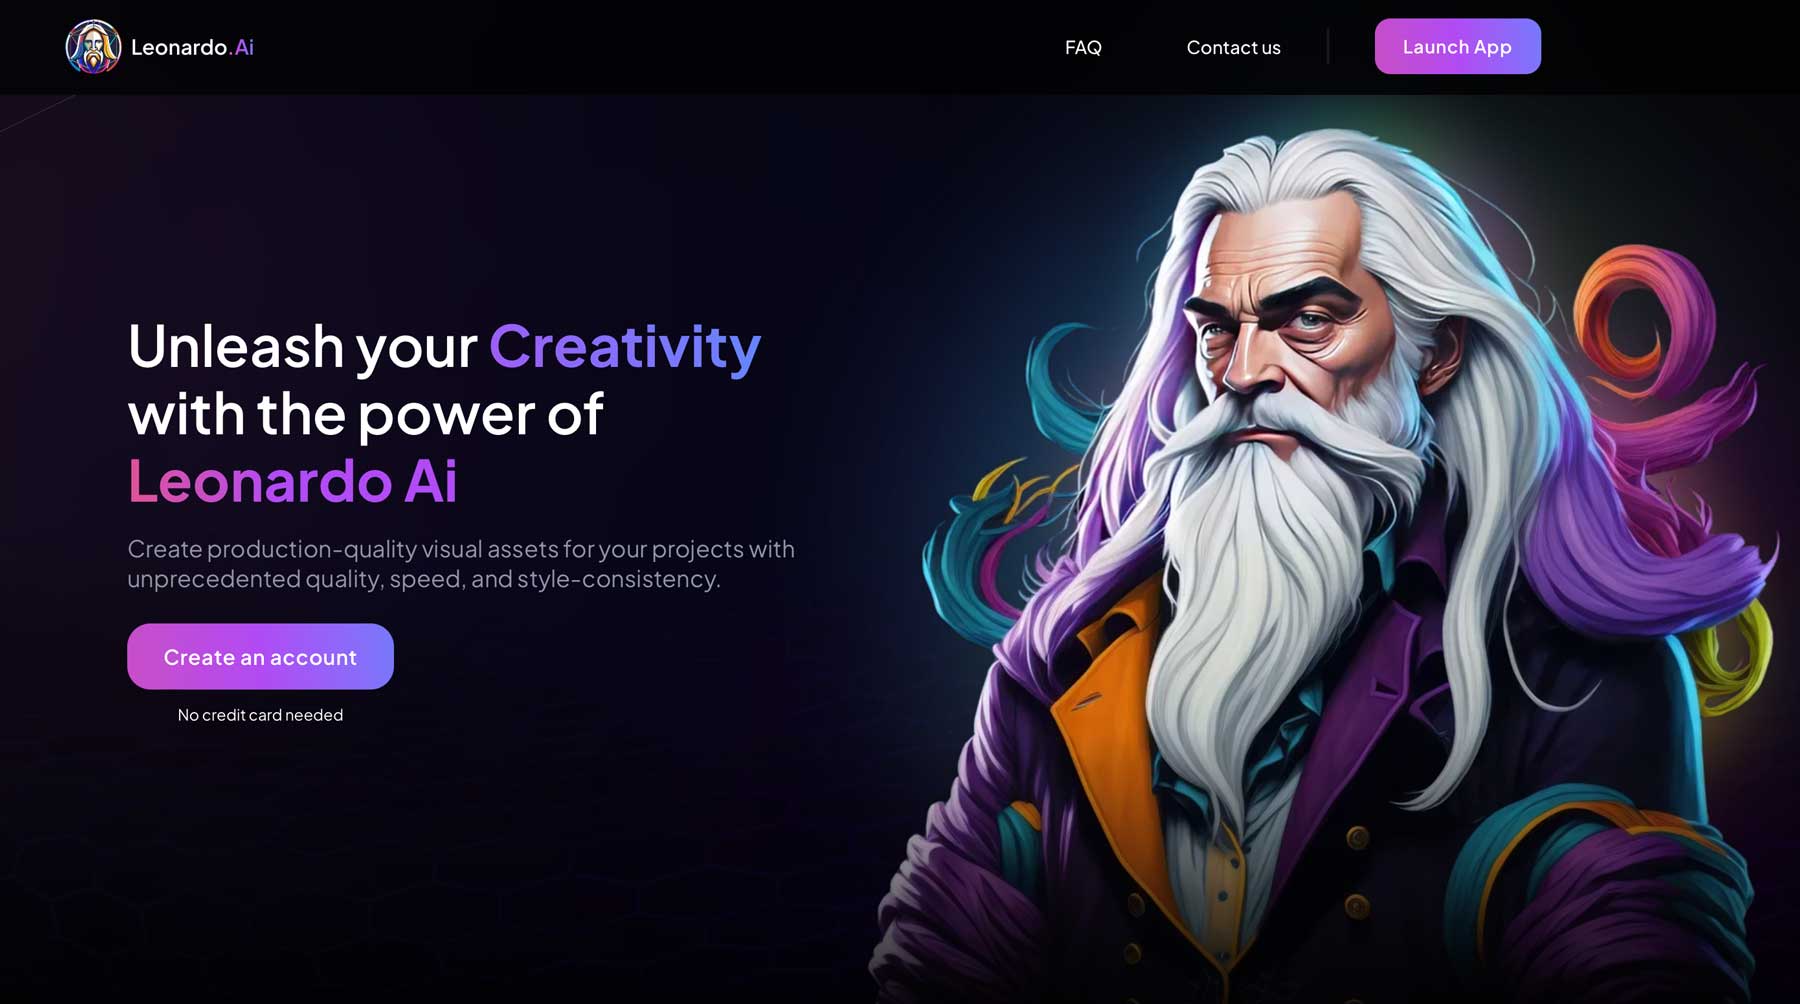 Leonardo.Ai
FAQ
Contact us
Launch App
Unleash your Creativity
with the power of
Leonardo Ai
Create production-quality visual assets for your projects with
unprecedented quality, speed, and style-consistency.
Create an account
No credit card needed